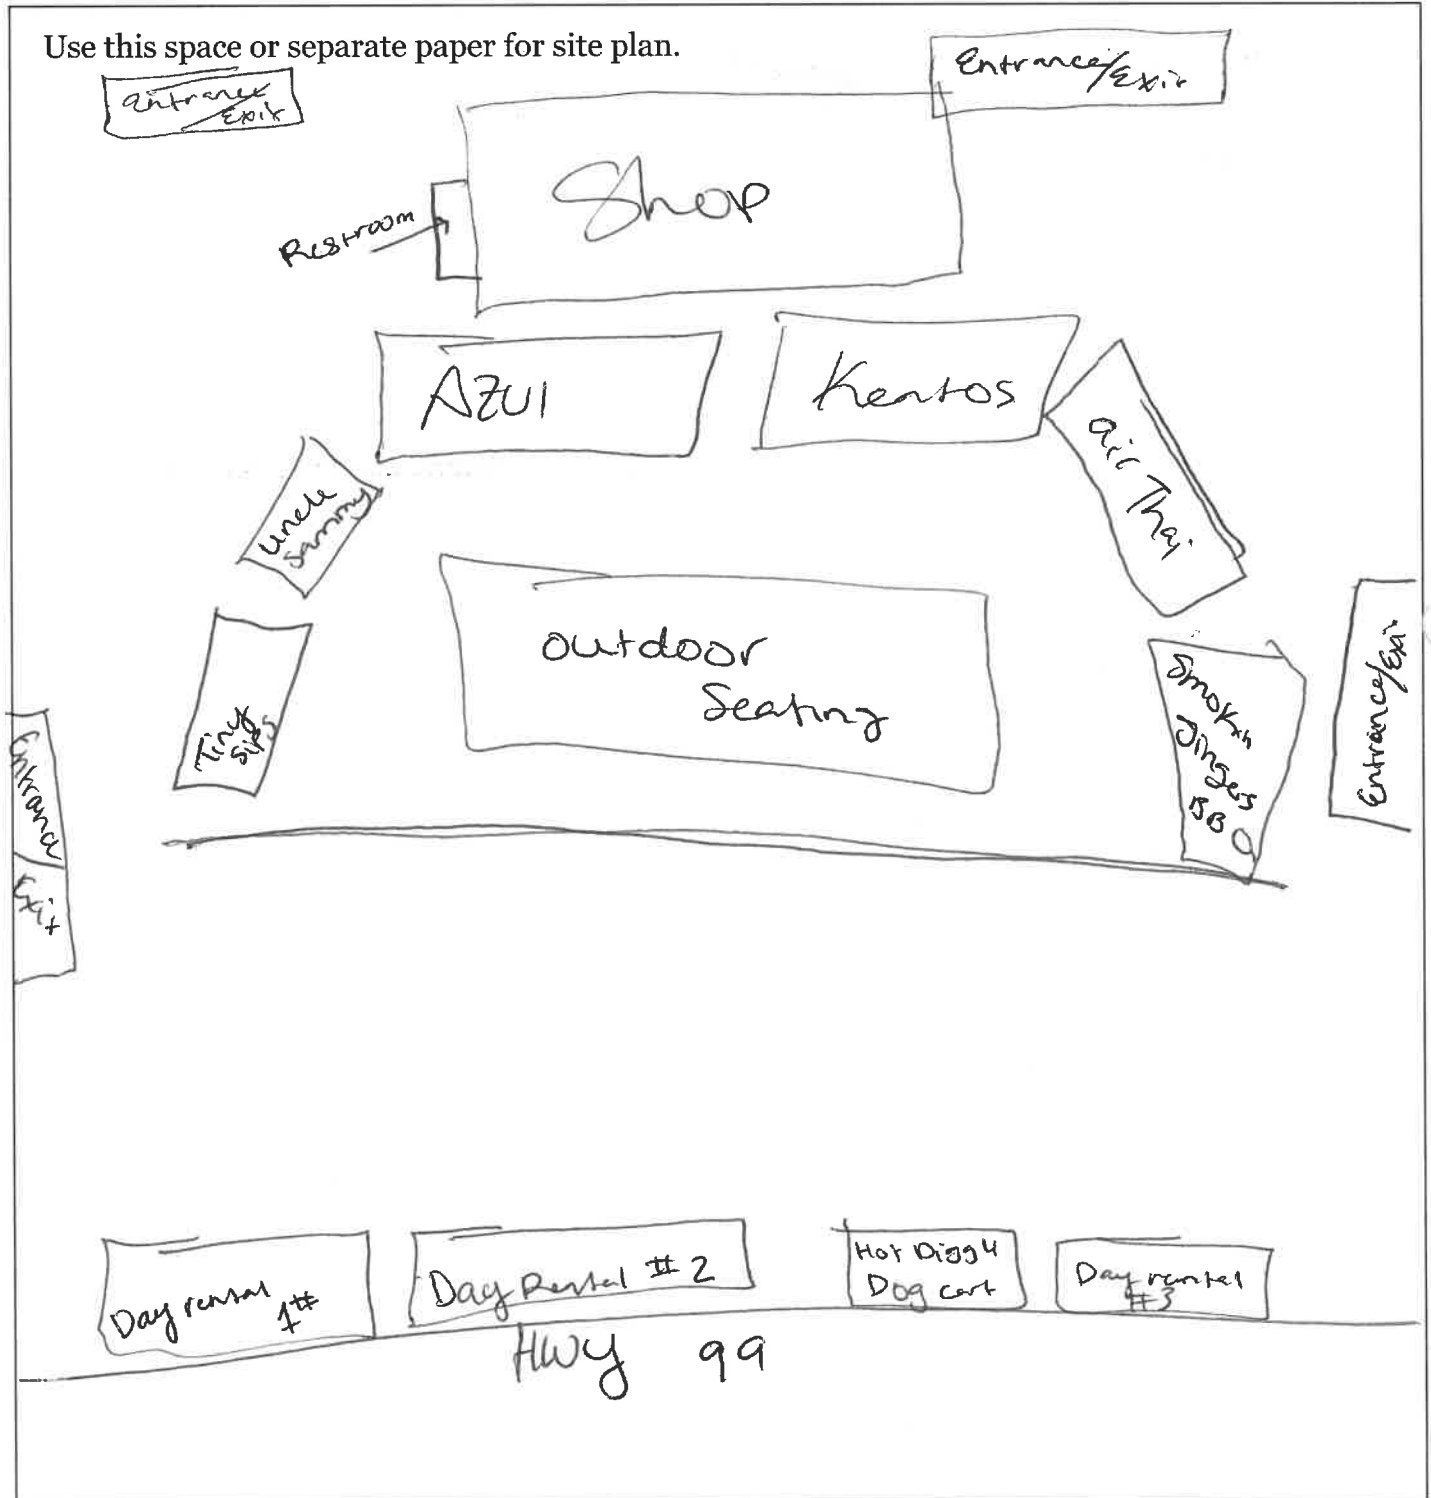 Use this space or separate paper for site plan.
Entrance/
Exit
Entrance/Exit
Shop
Restroom
AZUl
Kentos
air Thai
Uncle
Sammy
outdoor
Seating
Tiny
Sips
Smokin
Jingers
BBQ
Entrance/Exit
Entrance/
Exit
Day rental
1#
Day Rental #2
Hot Diggy
Dog cart
Day rental
#3
HWY 99